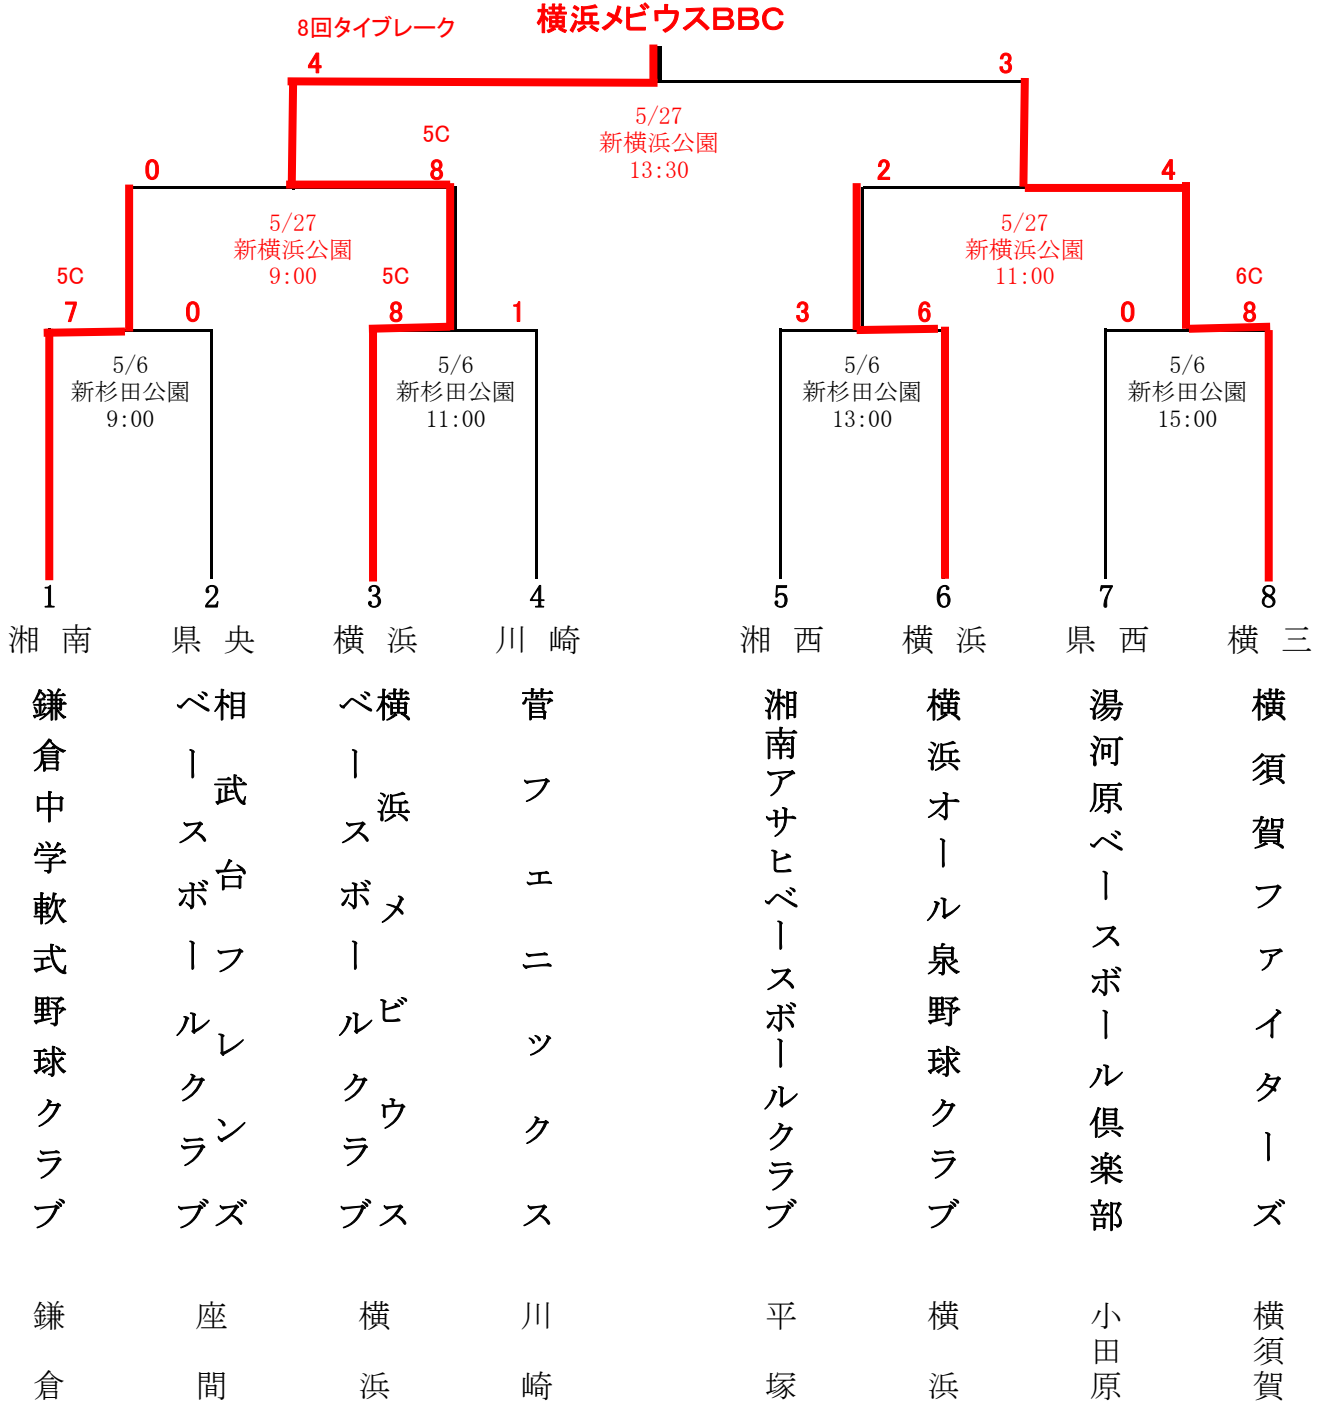 横浜メビウスBBC
8回タイブレーク
4
3
5/27
新横浜公園
13:30
5C
0
8
2
4
5/27
新横浜公園
9:00
5/27
新横浜公園
11:00
5C
5C
6C
7
0
8
1
3
6
0
8
5/6
新杉田公園
9:00
5/6
新杉田公園
11:00
5/6
新杉田公園
13:00
5/6
新杉田公園
15:00
1
2
3
4
5
6
7
8
湘南
県央
横浜
川崎
湘西
横浜
県西
横三
鎌倉中学軟式野球クラブ
相武台フレンズ
ベースボールクラブ
横浜メビウス
ベースボールクラブ
菅フェニックス
湘南アサヒベースボールクラブ
横浜オール泉野球クラブ
湯河原ベースボール倶楽部
横須賀ファイターズ
鎌倉
座間
横浜
川崎
平塚
横浜
小田原
横須賀